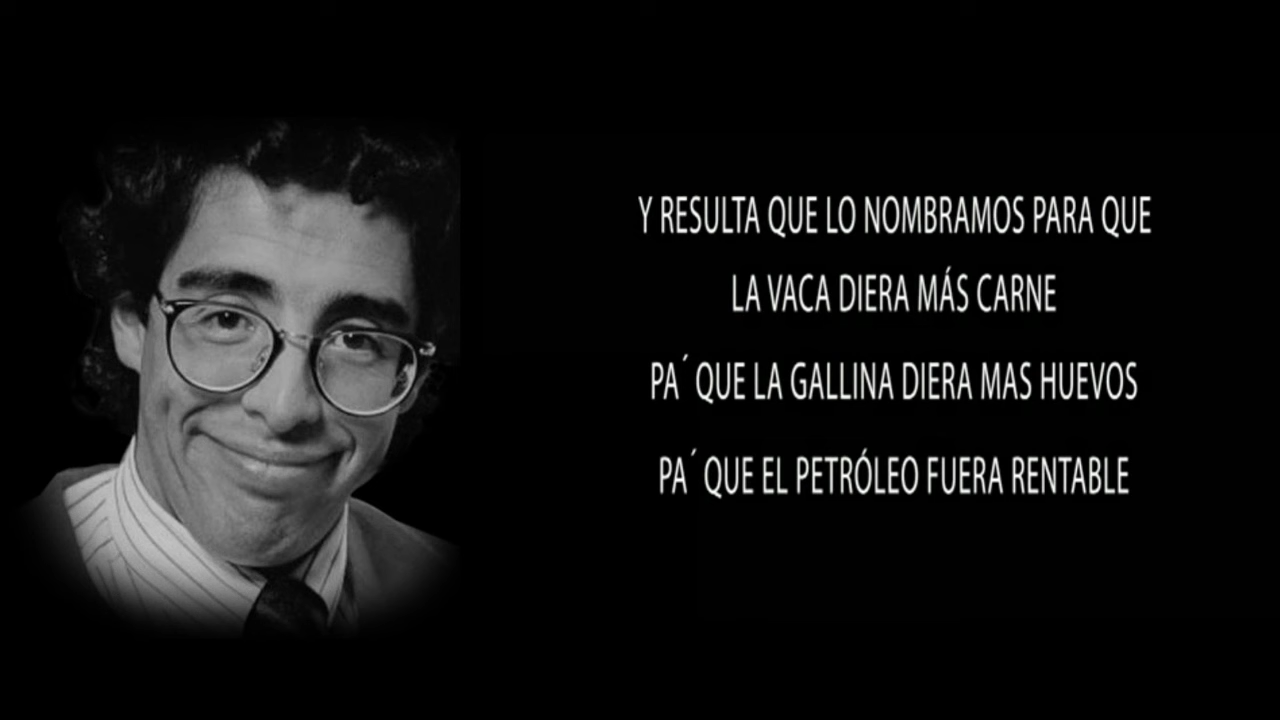 Y RESULTA QUE LO NOMBRAMOS PARA QUE
LA VACA DIERA MÁS CARNE
PA´ QUE LA GALLINA DIERA MAS HUEVOS
PA´ QUE EL PETRÓLEO FUERA RENTABLE